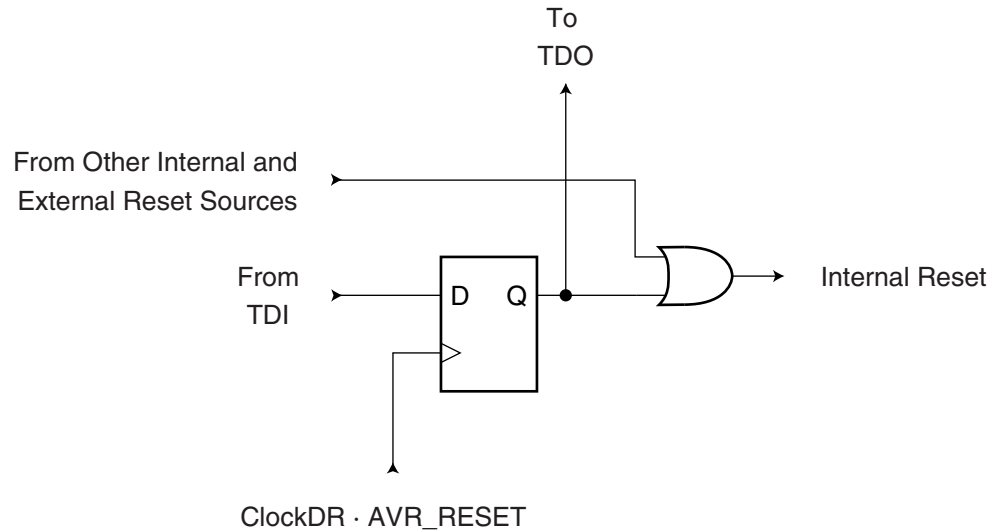 To
TDO
From Other Internal and
External Reset Sources
From
TDI
D
Q
Internal Reset
ClockDR · AVR_RESET